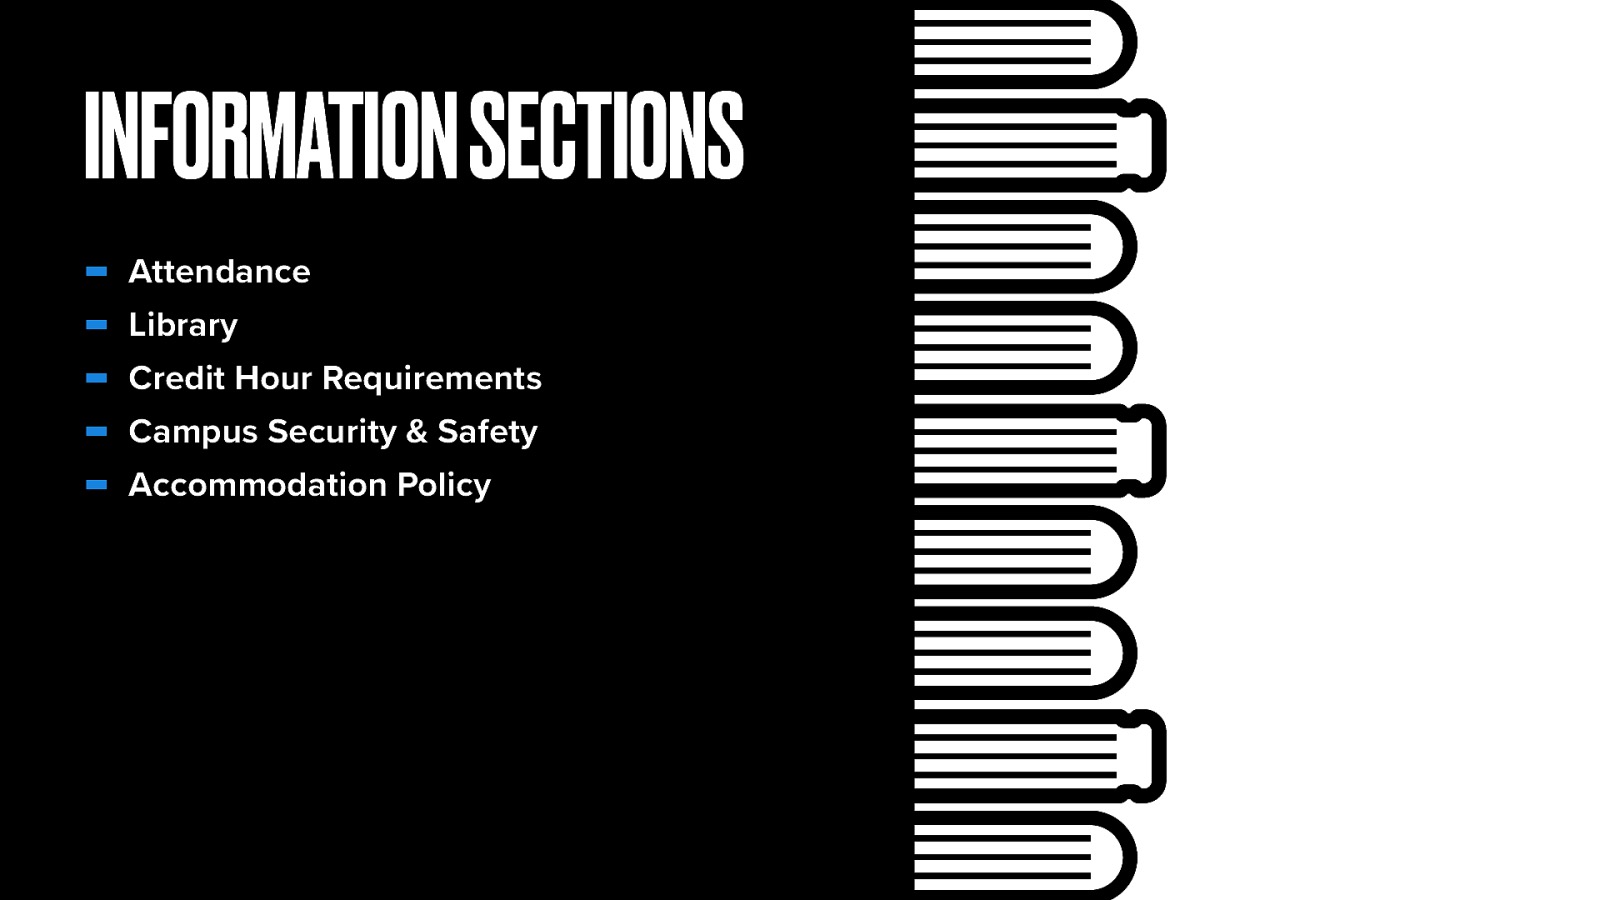 INFORMATION SECTIONS
Attendance
Library
Credit Hour Requirements
Campus Security & Safety
Accommodation Policy